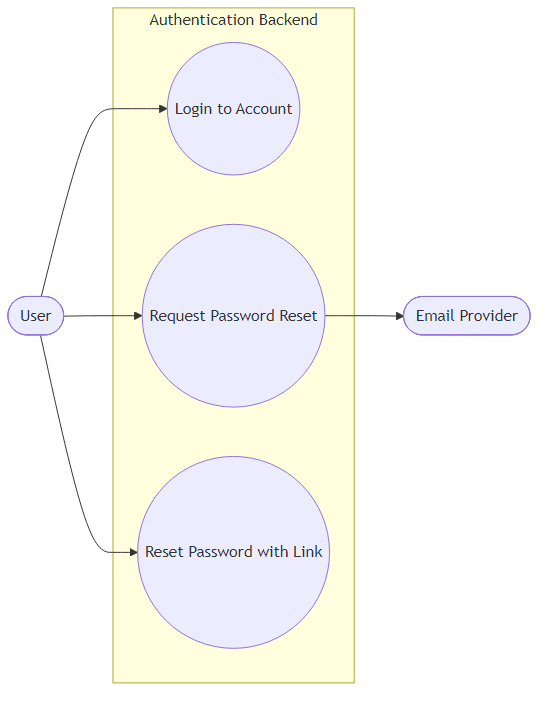 Authentication Backend
Login to Account
User
Request Password Reset
Email Provider
Reset Password with Link